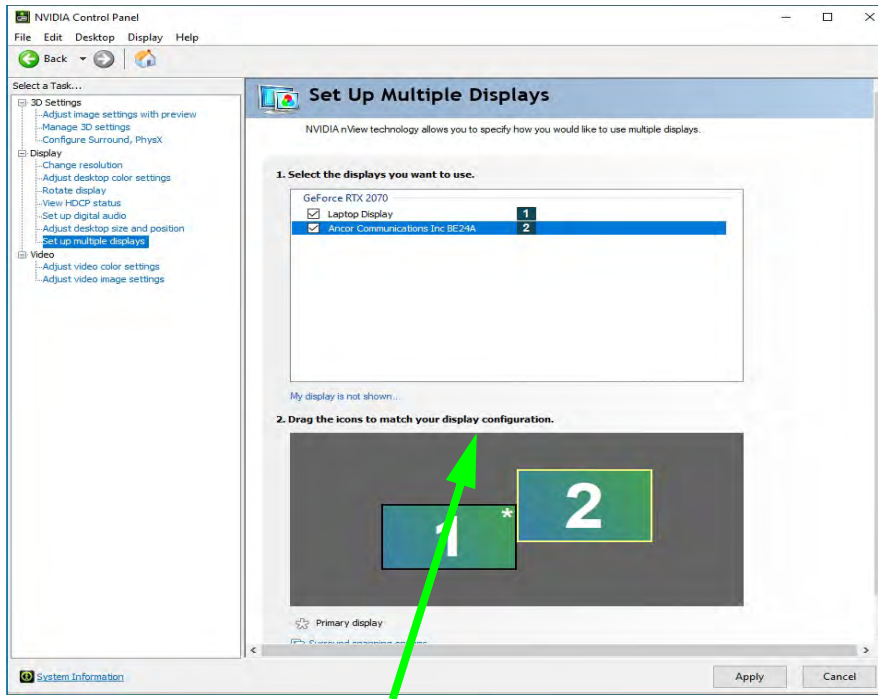 NVIDIA Control Panel
File Edit Desktop Display Help
Back
Select a Task...
3D Settings
Adjust image settings with preview
Manage 3D settings
Configure Surround, PhysX
Display
Change resolution
Adjust desktop color settings
Rotate display
View HDCP status
Set up digital audio
Adjust desktop size and position
Set up multiple displays
Video
Adjust video color settings
Adjust video image settings
Set Up Multiple Displays
NVIDIA nView technology allows you to specify how you would like to use multiple displays.
1. Select the displays you want to use.
GeForce RTX 2070
Laptop Display 1
Ancor Communications Inc BE24A 2
My display is not shown...
2. Drag the icons to match your display configuration.
1 * 2
Primary display
Surround spanning options
System Information
Apply Cancel